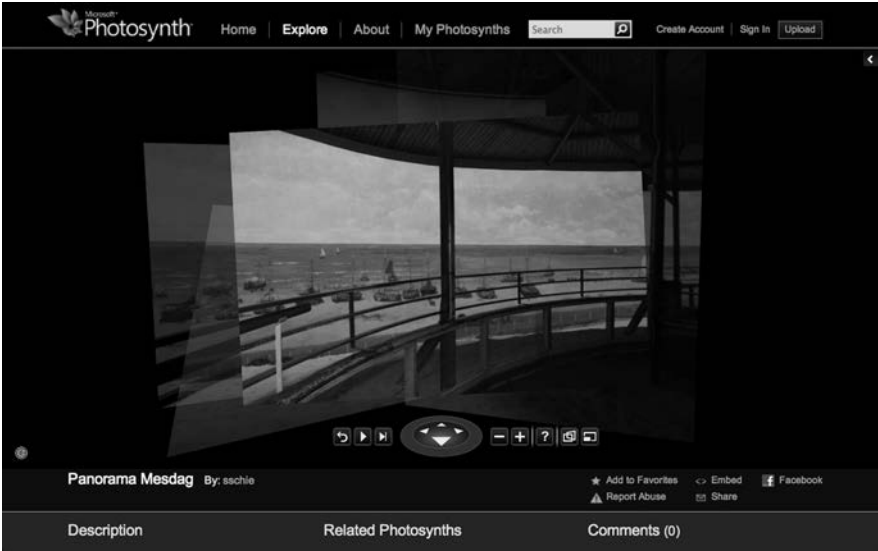 Microsoft®
Photosynth™
Home Explore About My Photosynths Search Create Account Sign In Upload
?
Panorama Mesdag By: sschie
Add to Favorites Embed Facebook
Report Abuse Share
Description Related Photosynths Comments (0)